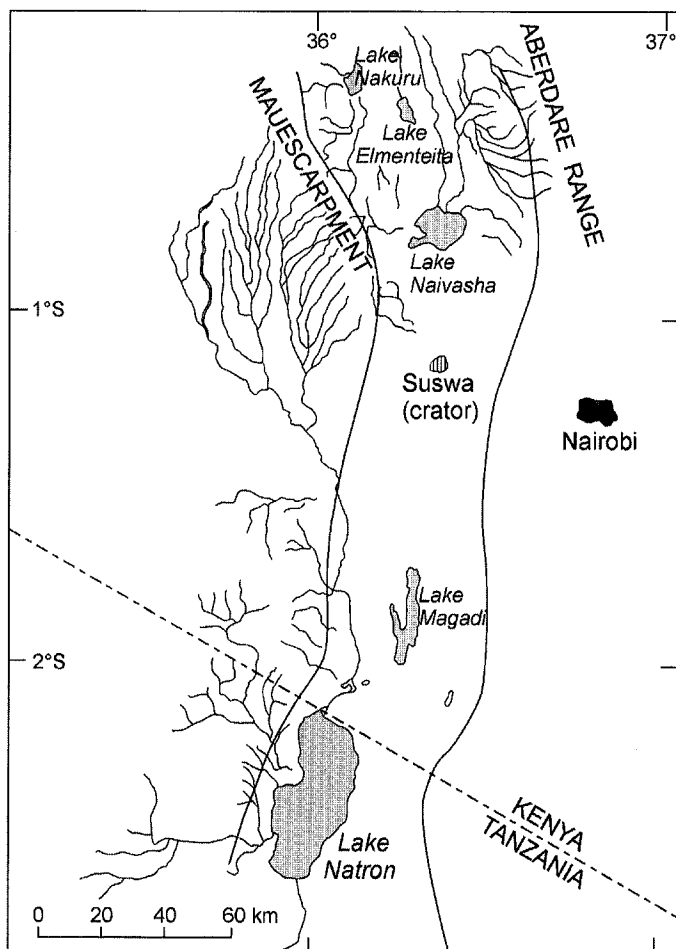 36°
37°
Lake
Nakuru
Lake
Elmenteita
MAUESCARPMENT
ABERDARE RANGE
Lake
Naivasha
1°S
Suswa
(crator)
Nairobi
Lake
Magadi
2°S
KENYA
TANZANIA
Lake
Natron
0 20 40 60 km